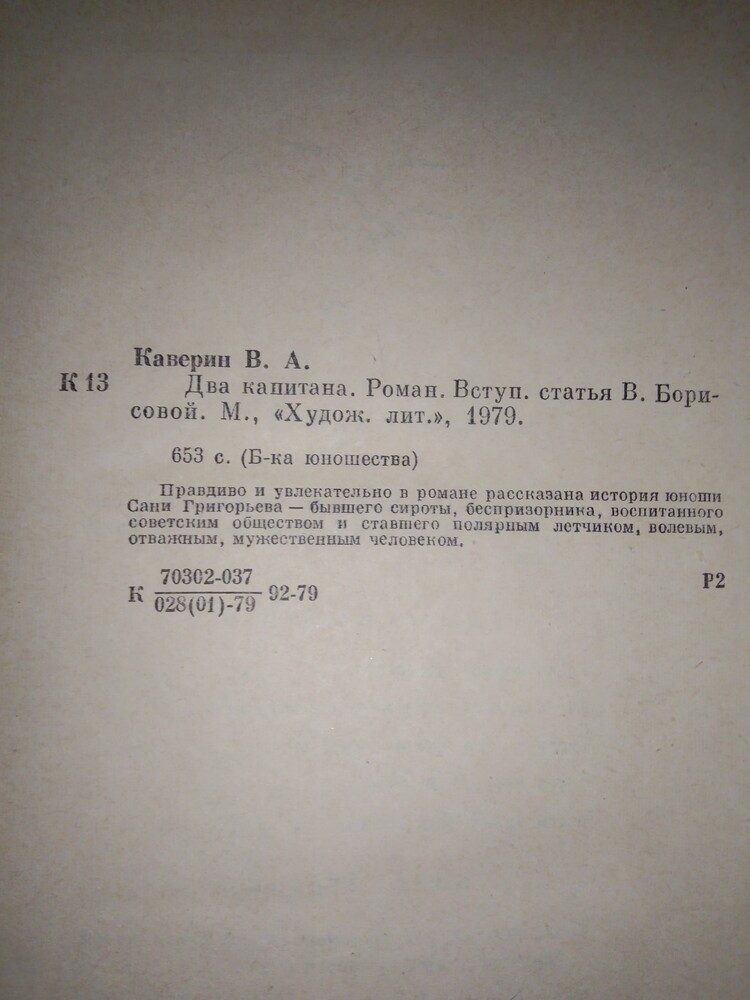 Каверин В. А.
К 13 Два капитана. Роман. Вступ. статья В. Бори-
совой. М., «Худож. лит.», 1979.
653 с. (Б-ка юношества)
Правдиво и увлекательно в романе рассказана история юноши
Сани Григорьева — бывшего сироты, беспризорника, воспитанного
советским обществом и ставшего полярным летчиком, волевым,
отважным, мужественным человеком.
70302-037
К 92-79 Р2
028(01)-79